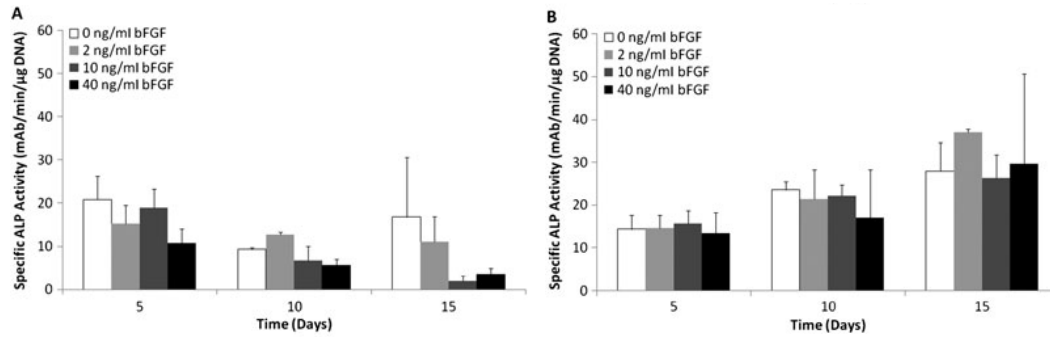 A
Specific ALP Activity (mAb/min/µg DNA)
60
50
40
30
20
10
0
0 ng/ml bFGF
2 ng/ml bFGF
10 ng/ml bFGF
40 ng/ml bFGF
5
10
15
Time (Days)
B
Specific ALP Activity (mAb/min/µg DNA)
60
50
40
30
20
10
0
0 ng/ml bFGF
2 ng/ml bFGF
10 ng/ml bFGF
40 ng/ml bFGF
5
10
15
Time (Days)